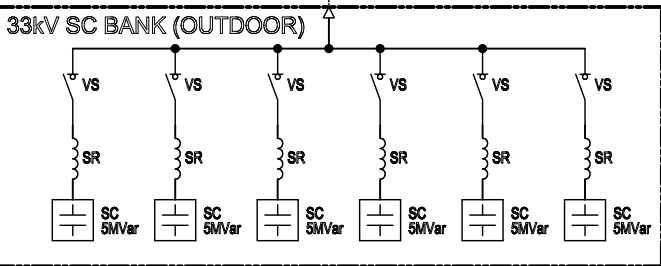 33kV SC BANK (OUTDOOR)
VS VS VS VS VS VS
SR SR SR SR SR SR
SC SC SC SC SC SC
5MVar 5MVar 5MVar 5MVar 5MVar 5MVar